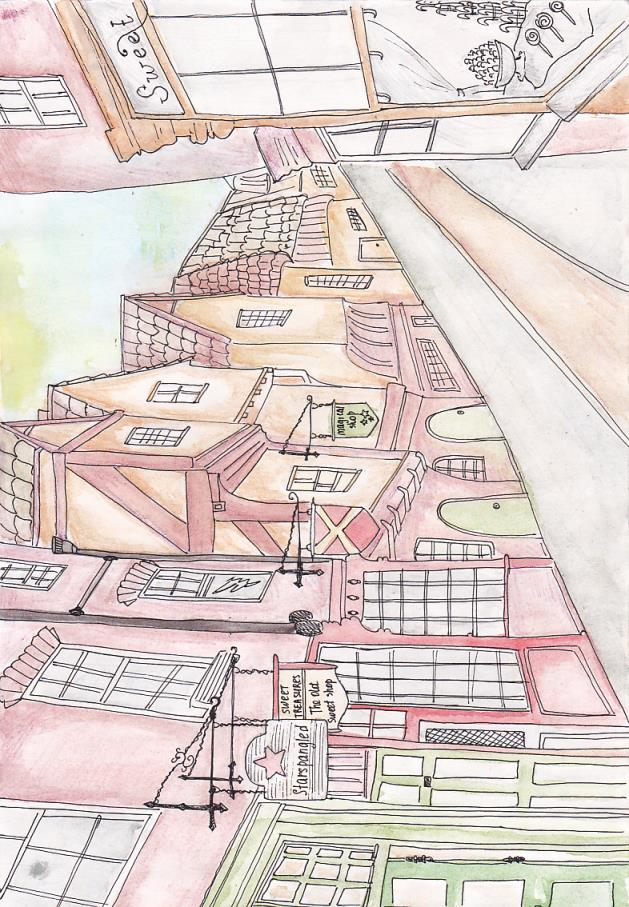 Sweet
magical
shop
SWEET
TREASURES
The old
sweet shop
Starspangled